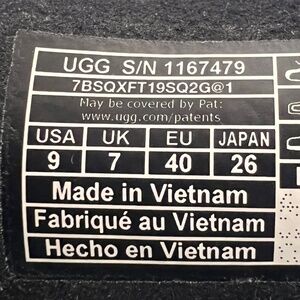 UGG S/N 1167479
7BSQXFT19SQ2G@1
May be covered by Pat:
www.ugg.com/patents
USA UK EU JAPAN
9 7 40 26
Made in Vietnam
Fabriqué au Vietnam
Hecho en Vietnam